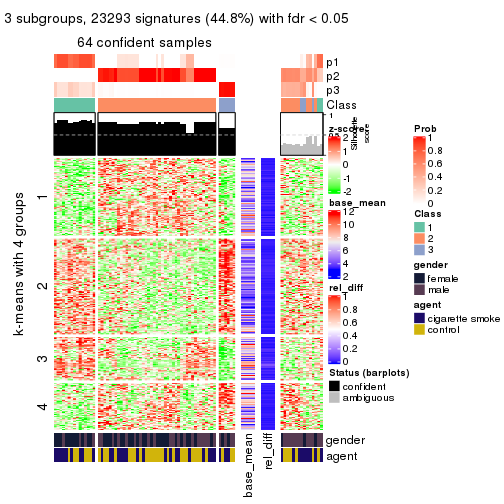 3 subgroups, 23293 signatures (44.8%) with fdr < 0.05
64 confident samples
p1
p2
p3
Class
1
0.5
0
Silhouette
score
k-means with 4 groups
1
2
3
4
gender
agent
base_mean
rel_diff
z-score
2
1
0
-1
-2
base_mean
12
10
8
6
4
2
rel_diff
1
0.8
0.6
0.4
0.2
0
Status (barplots)
confident
ambiguous
Prob
1
0.8
0.6
0.4
0.2
0
Class
1
2
3
gender
female
male
agent
cigarette smoke
control